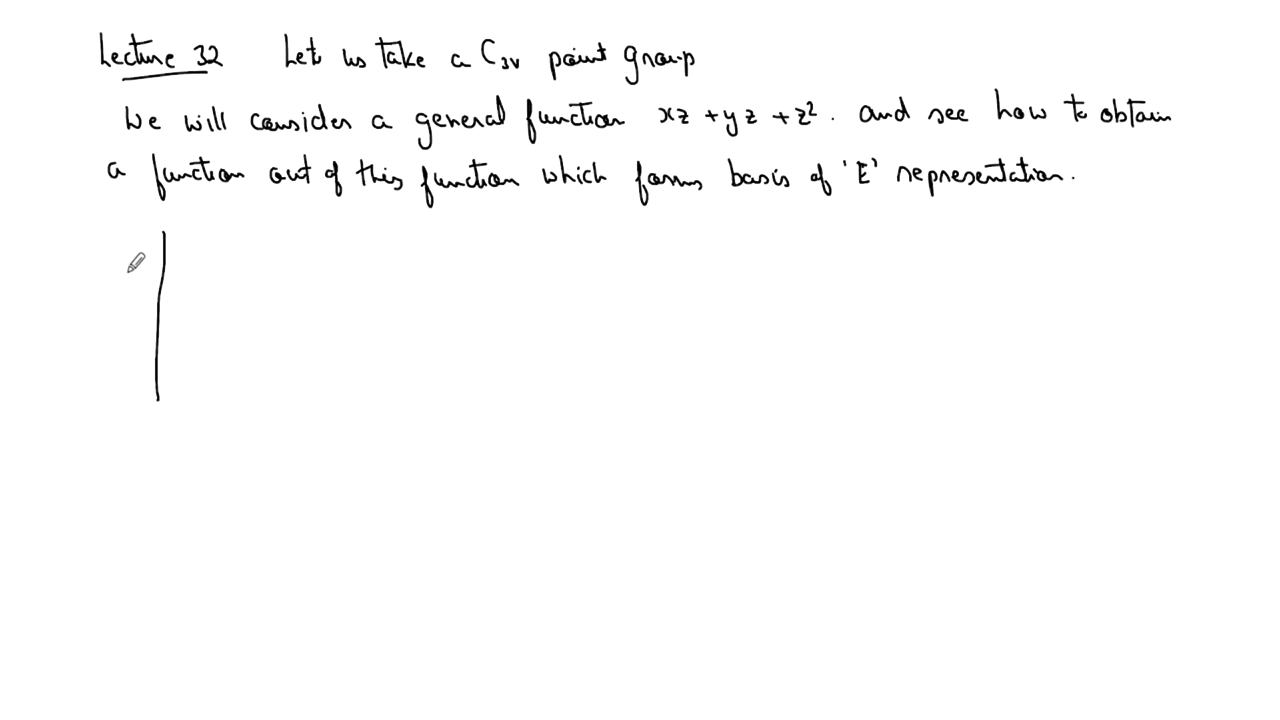 Lecture 32 Let us take a C₃ᵥ point group
We will consider a general function xz + yz + z². and see how to obtain
a function out of this function which forms basis of 'E' representation.